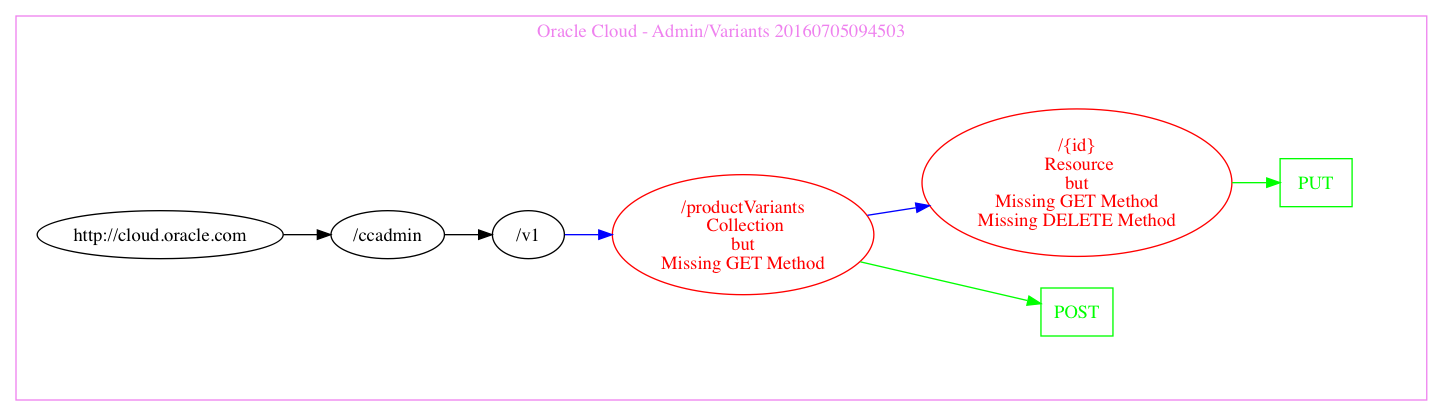 Oracle Cloud - Admin/Variants 20160705094503
http://cloud.oracle.com
/ccadmin
/v1
/productVariants
Collection
but
Missing GET Method
/{id}
Resource
but
Missing GET Method
Missing DELETE Method
PUT
POST